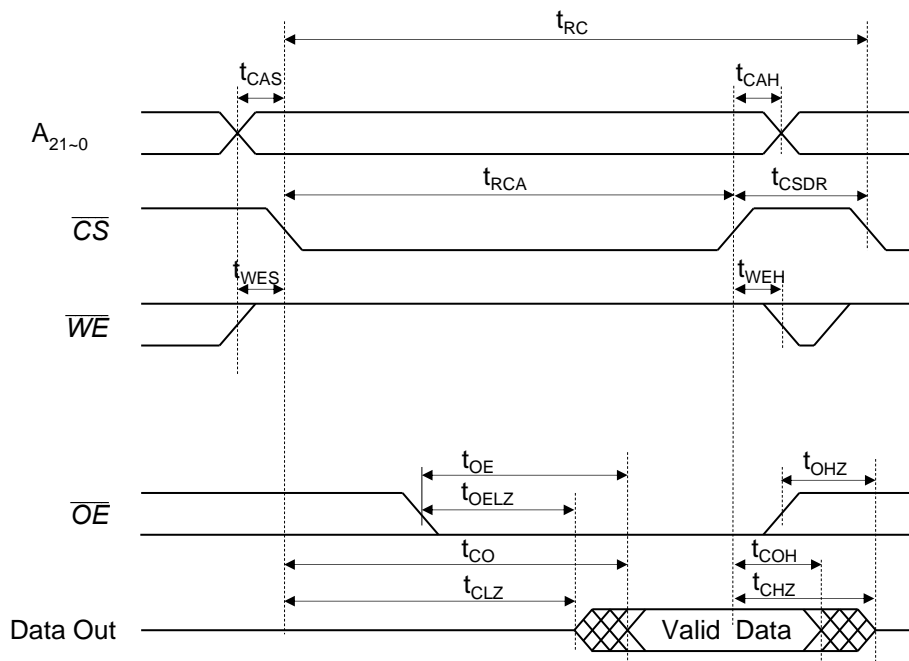 tRC
tCAS
tCAH
A21~0
tRCA
tCSDR
CS
tWES
tWEH
WE
tOE
tOHZ
tOELZ
OE
tCO
tCOH
tCLZ
tCHZ
Data Out
Valid Data